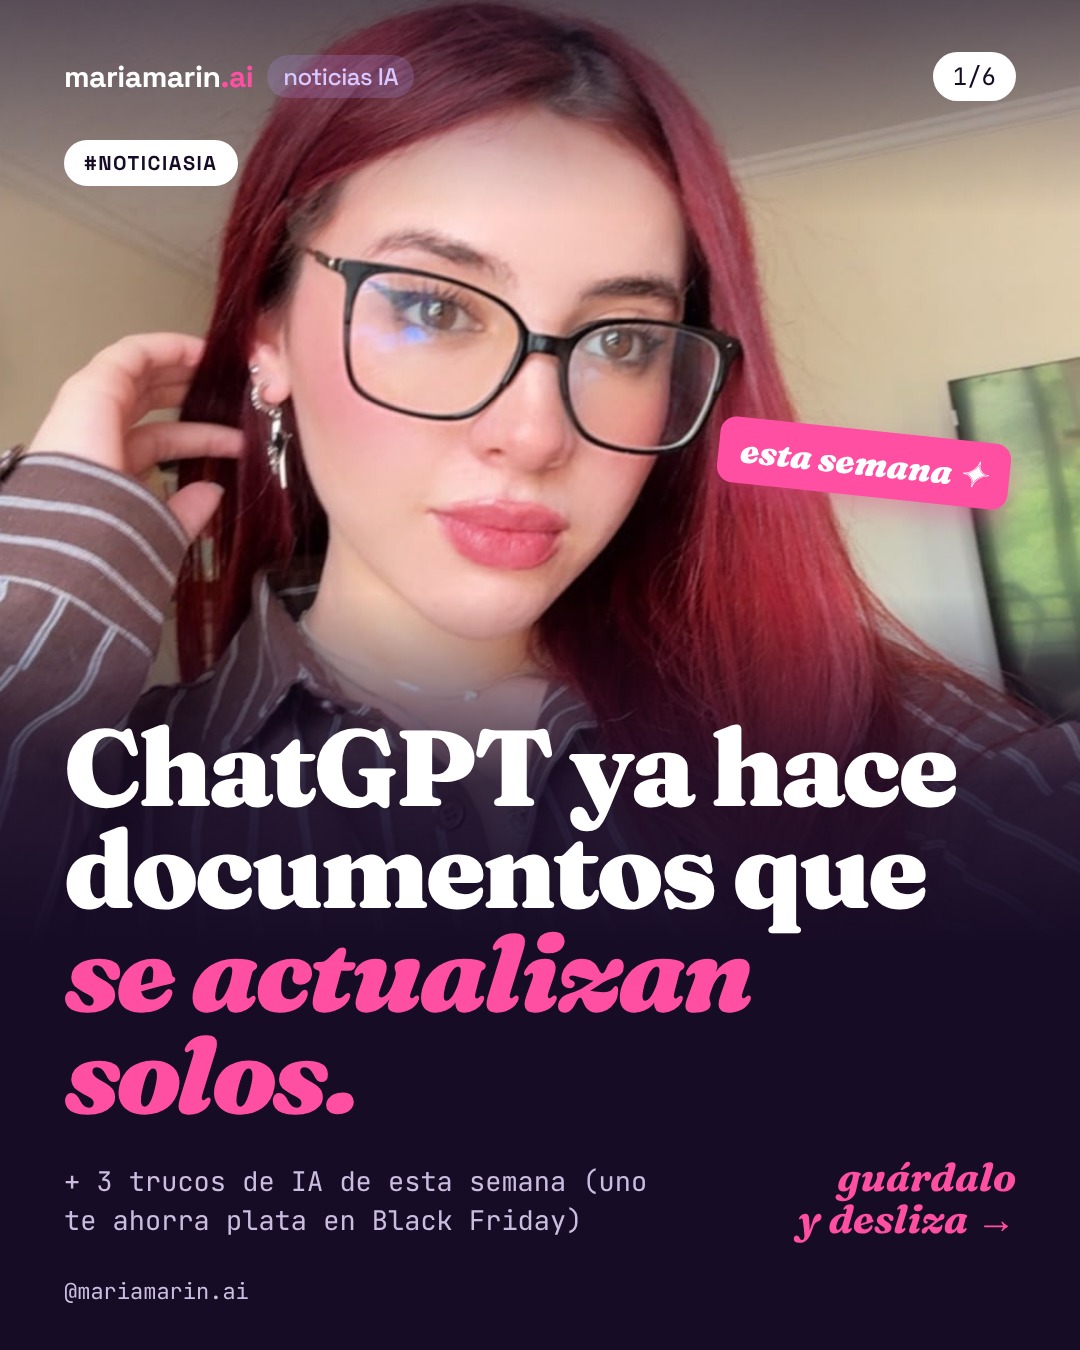 mariamarin.ai noticias IA
1/6
#NOTICIASIA
esta semana ✦
ChatGPT ya hace
documentos que
se actualizan
solos.
+ 3 trucos de IA de esta semana (uno
te ahorra plata en Black Friday)
guárdalo
y desliza →
@mariamarin.ai